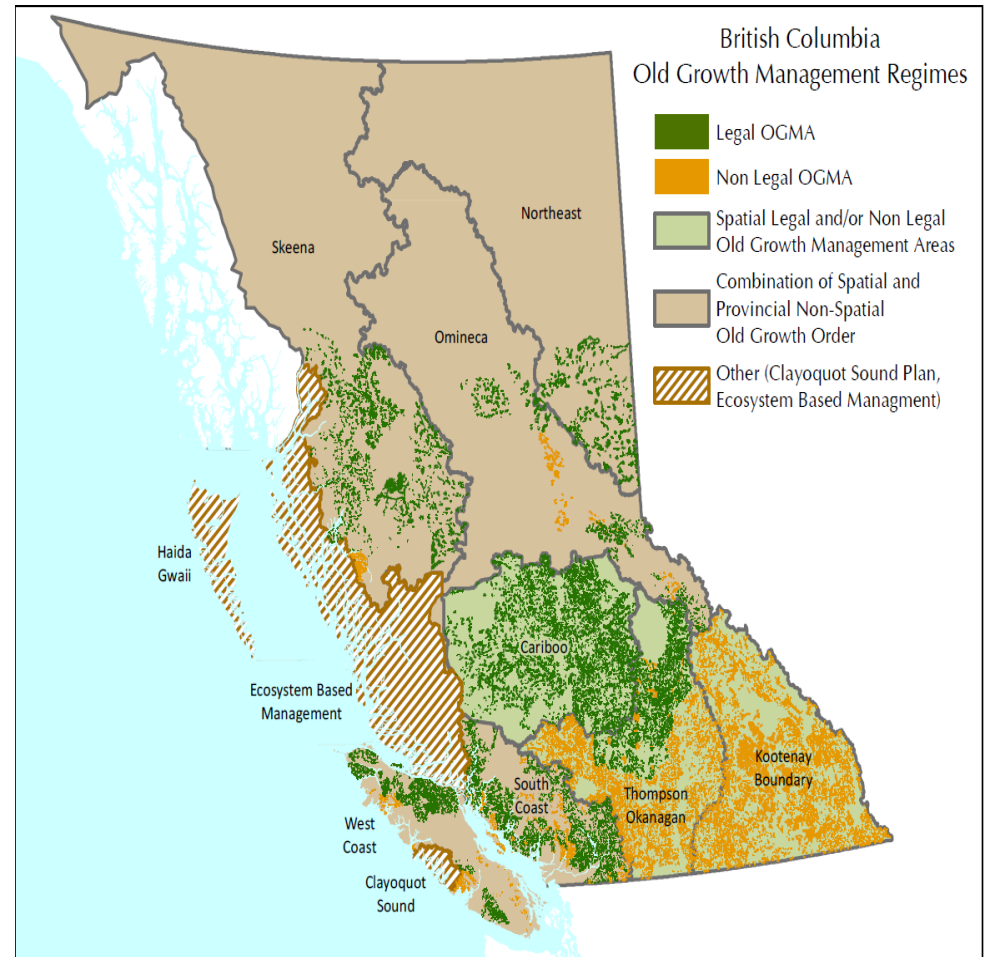 British Columbia
Old Growth Management Regimes
Legal OGMA
Non Legal OGMA
Spatial Legal and/or Non Legal
Old Growth Management Areas
Combination of Spatial and
Provincial Non-Spatial
Old Growth Order
Other (Clayoquot Sound Plan,
Ecosystem Based Managment)
Northeast
Skeena
Omineca
Haida
Gwaii
Cariboo
Ecosystem Based
Management
Kootenay
Boundary
South
Coast
Thompson
Okanagan
West
Coast
Clayoquot
Sound